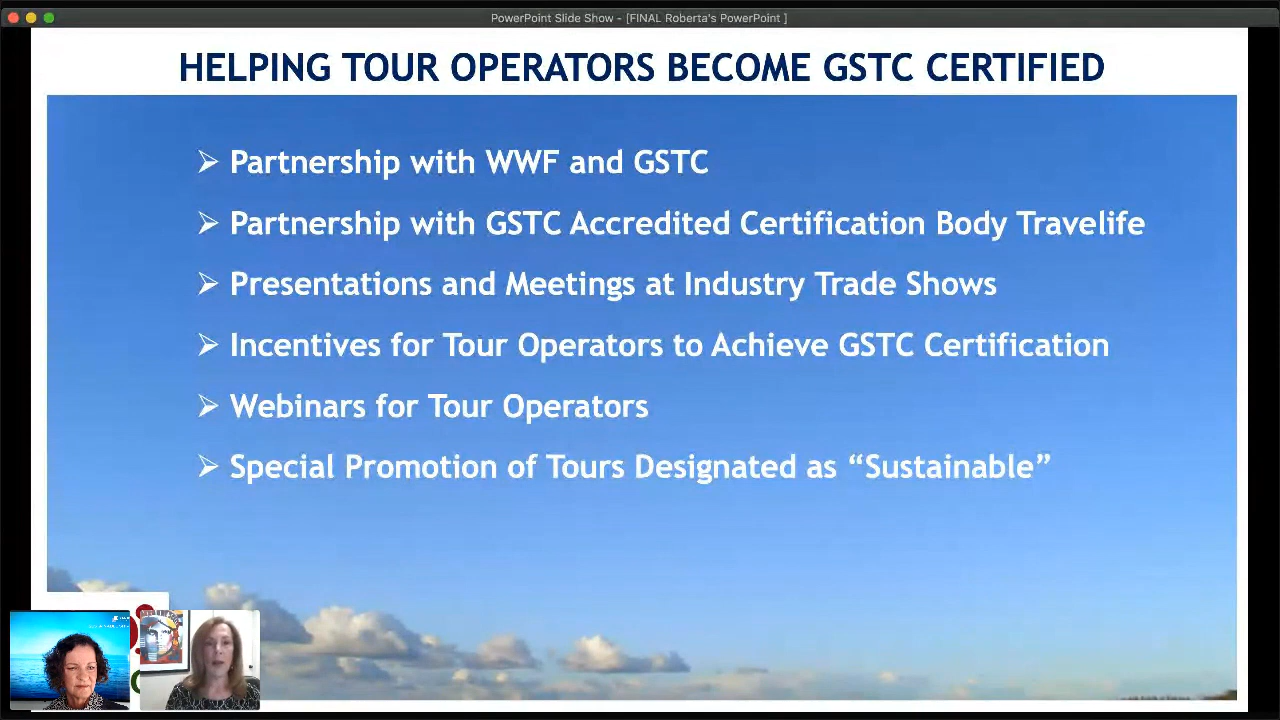 PowerPoint Slide Show - [FINAL Roberta's PowerPoint ]
HELPING TOUR OPERATORS BECOME GSTC CERTIFIED
➢ Partnership with WWF and GSTC
➢ Partnership with GSTC Accredited Certification Body Travelife
➢ Presentations and Meetings at Industry Trade Shows
➢ Incentives for Tour Operators to Achieve GSTC Certification
➢ Webinars for Tour Operators
➢ Special Promotion of Tours Designated as “Sustainable”